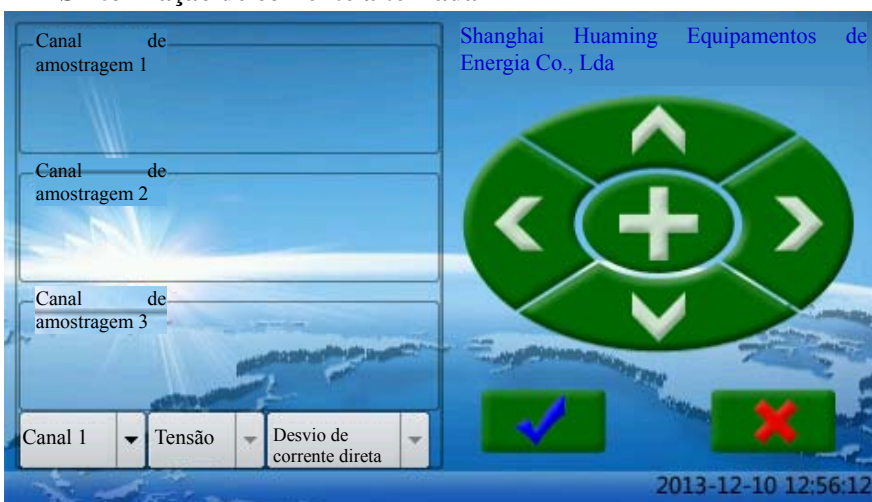 Canal de
amostragem 1
Canal de
amostragem 2
Canal de
amostragem 3
Canal 1
Tensão
Desvio de
corrente direta
Shanghai Huaming Equipamentos de
Energia Co., Lda
2013-12-10 12:56:12